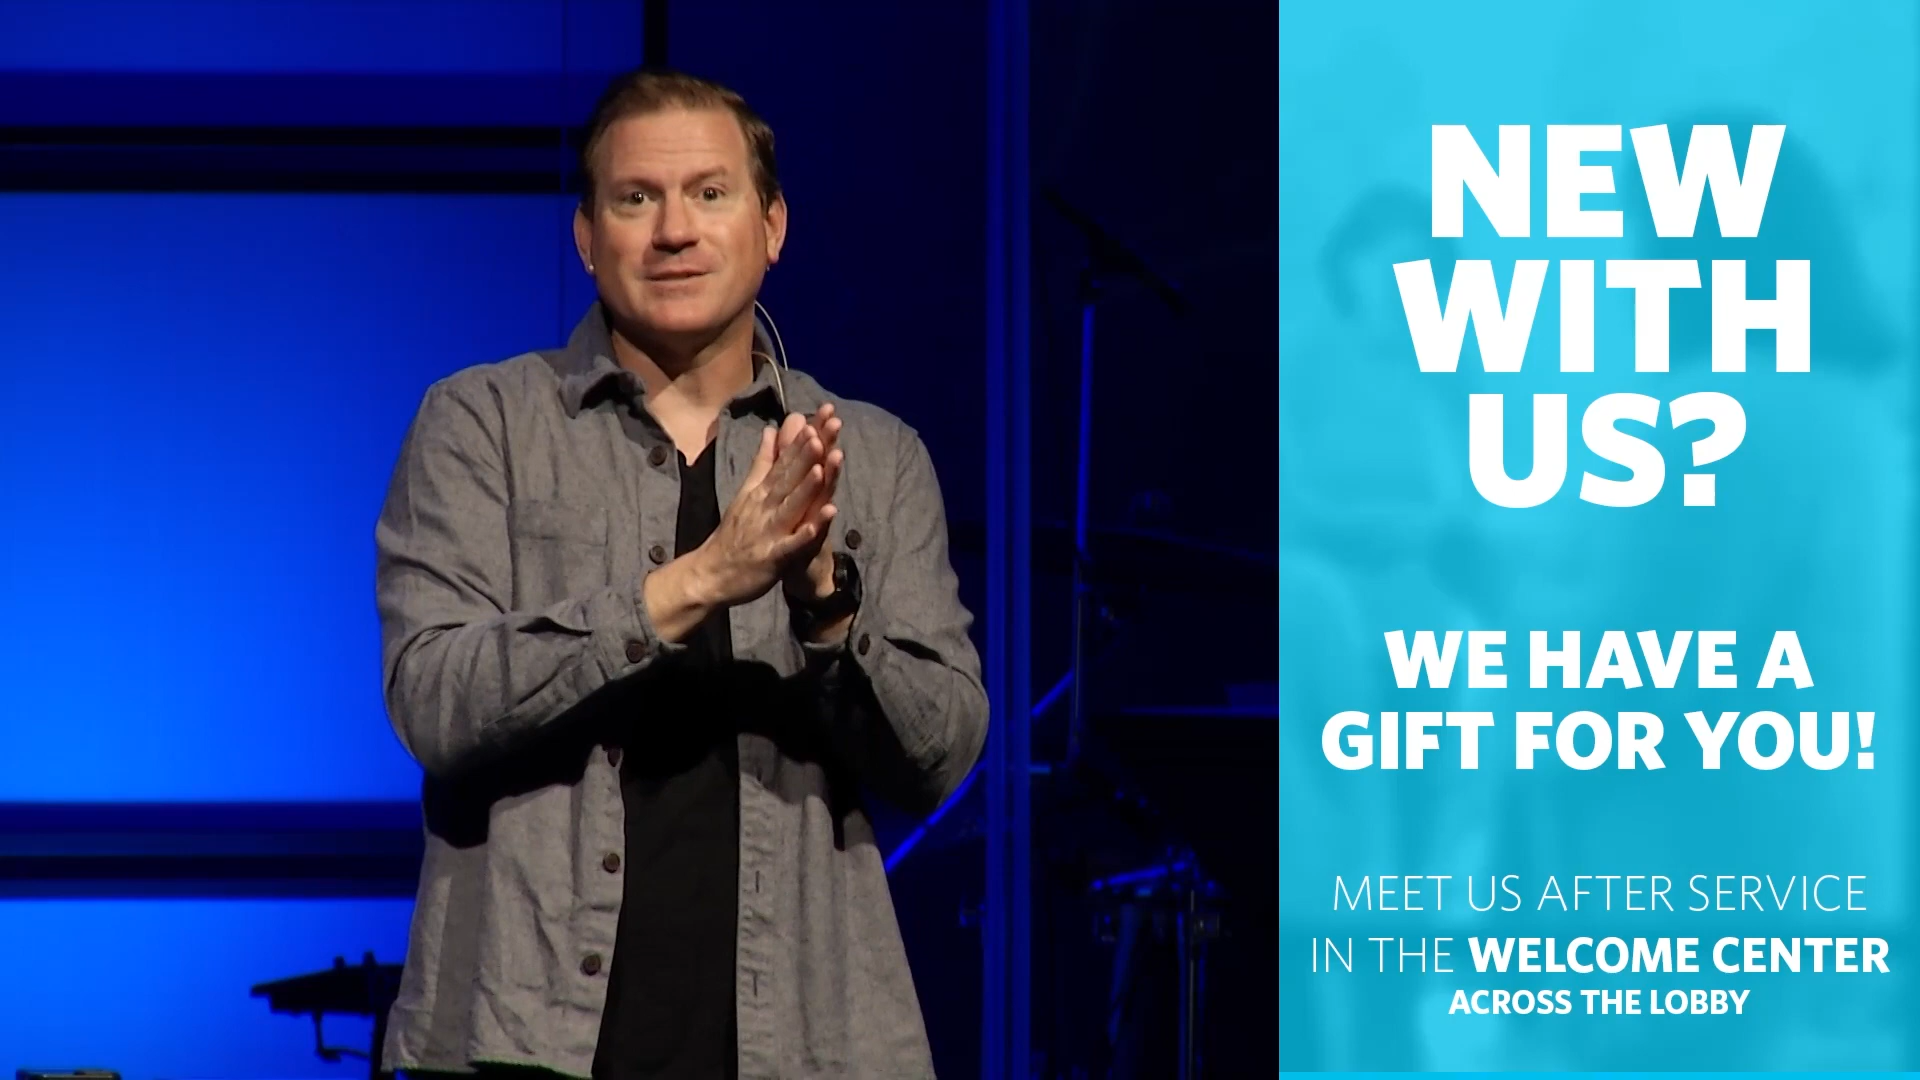 NEW
WITH
US?
WE HAVE A
GIFT FOR YOU!
MEET US AFTER SERVICE
IN THE WELCOME CENTER
ACROSS THE LOBBY